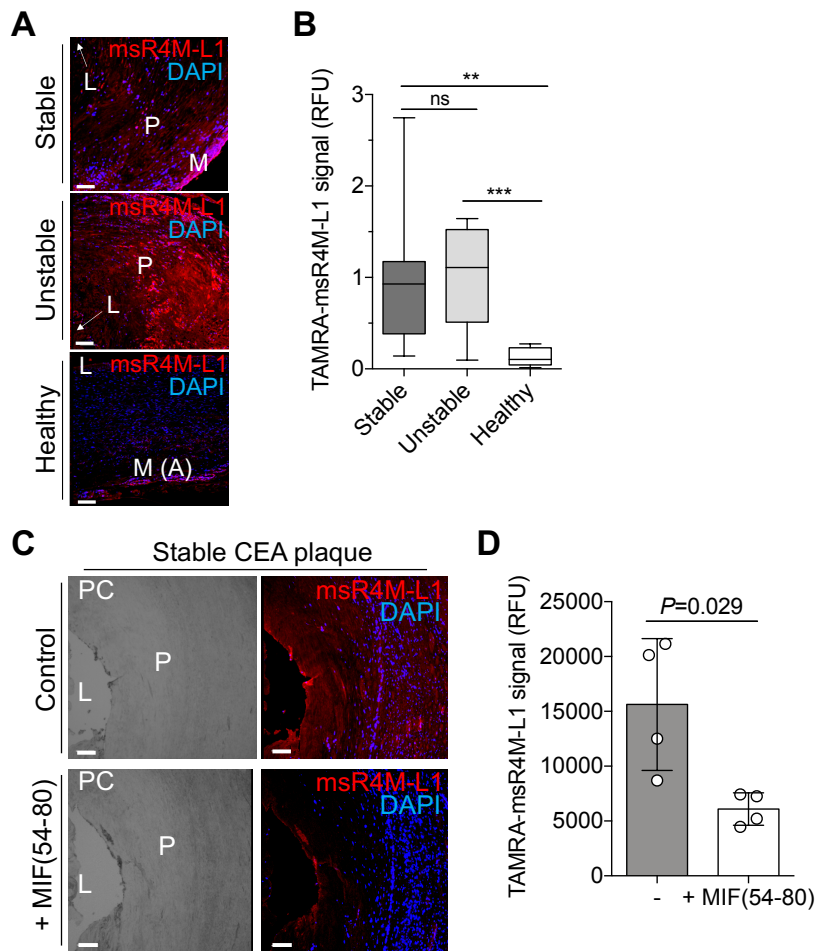 A
Stable
msR4M-L1
DAPI
L
P
M
Unstable
msR4M-L1
DAPI
P
L
Healthy
L
msR4M-L1
DAPI
M (A)
B
TAMRA-msR4M-L1 signal (RFU)
**
ns
***
3
2
1
0
Stable
Unstable
Healthy
C
Stable CEA plaque
Control
PC
P
L
msR4M-L1
DAPI
+ MIF(54-80)
PC
P
L
msR4M-L1
DAPI
D
TAMRA-msR4M-L1 signal (RFU)
P=0.029
25000
20000
15000
10000
5000
0
-
+ MIF(54-80)